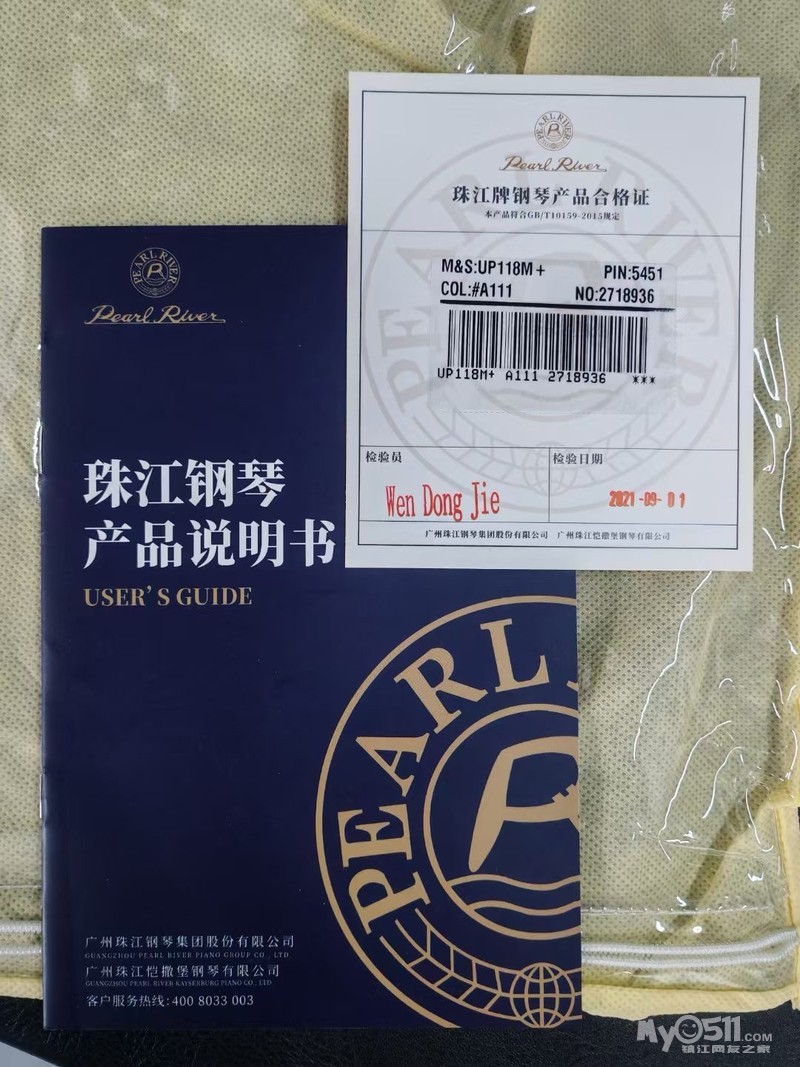 PEARL RIVER
Pearl River
珠江牌钢琴产品合格证
本产品符合GB/T10159-2015规定
PEARL RIVER
M&S:UP118M+ PIN:5451
COL:#A111 NO:2718936
UP118M+ A111 2718936 ***
检验员 检验日期
Wen Dong Jie 2021-09-01
广州珠江钢琴集团股份有限公司 广州珠江恺撒堡钢琴有限公司
PEARL RIVER
Pearl River
珠江钢琴
产品说明书
USER'S GUIDE
PEARL
广州珠江钢琴集团股份有限公司
GUANGZHOU PEARL RIVER PIANO GROUP CO., LTD
广州珠江恺撒堡钢琴有限公司
GUANGZHOU PEARL RIVER KAYSERBURG PIANO CO., LTD
客户服务热线:400 8033 003
My0511.COM
镇江网友之家